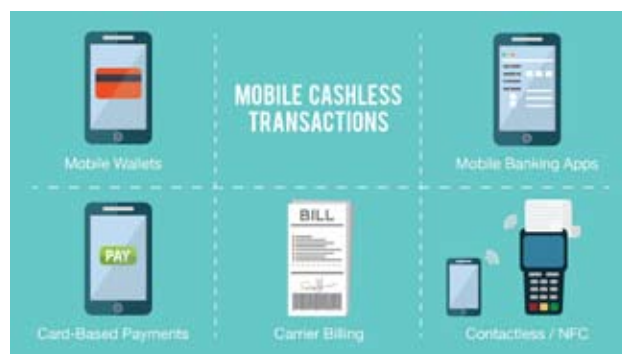 MOBILE CASHLESS
TRANSACTIONS
Mobile Wallets
Mobile Banking Apps
PAY
BILL
Card-Based Payments
Carrier Billing
Contactless / NFC